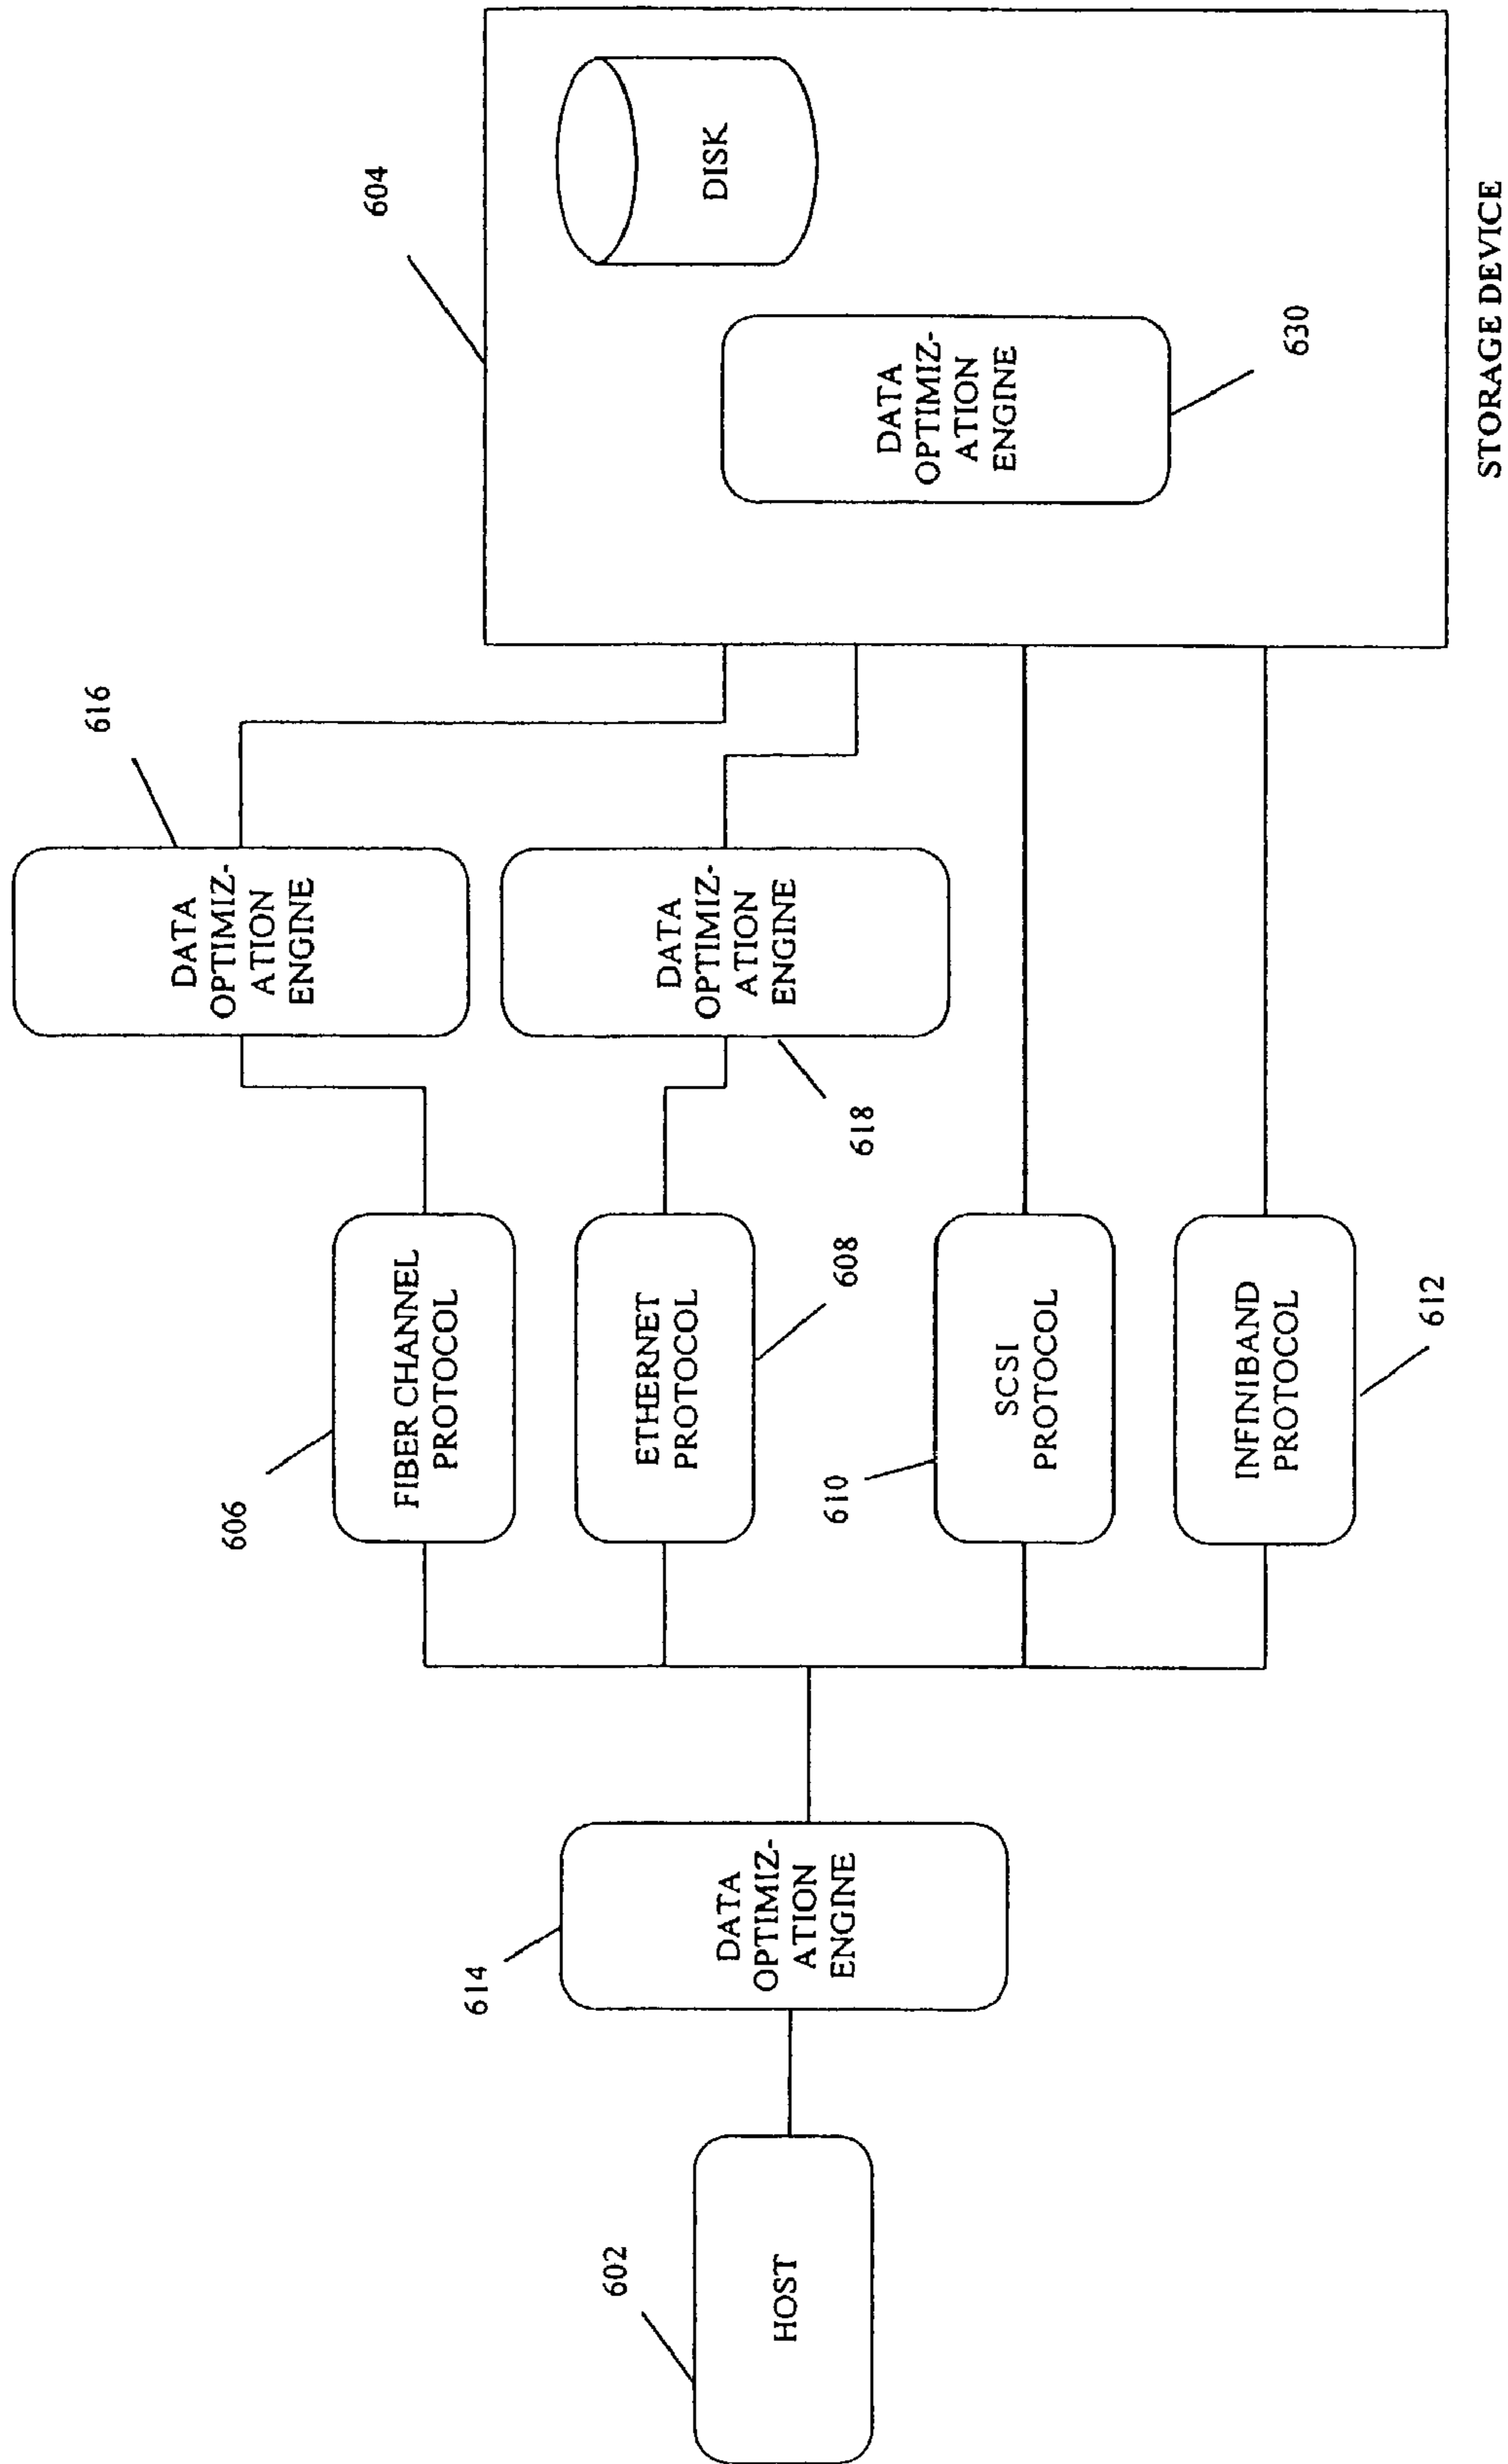 602
HOST
614
DATA
OPTIMIZ-
ATION
ENGINE
606
FIBER CHANNEL
PROTOCOL
ETHERNET
PROTOCOL
608
610
SCSI
PROTOCOL
INFINIBAND
PROTOCOL
612
616
DATA
OPTIMIZ-
ATION
ENGINE
DATA
OPTIMIZ-
ATION
ENGINE
618
604
DISK
DATA
OPTIMIZ-
ATION
ENGINE
630
STORAGE DEVICE